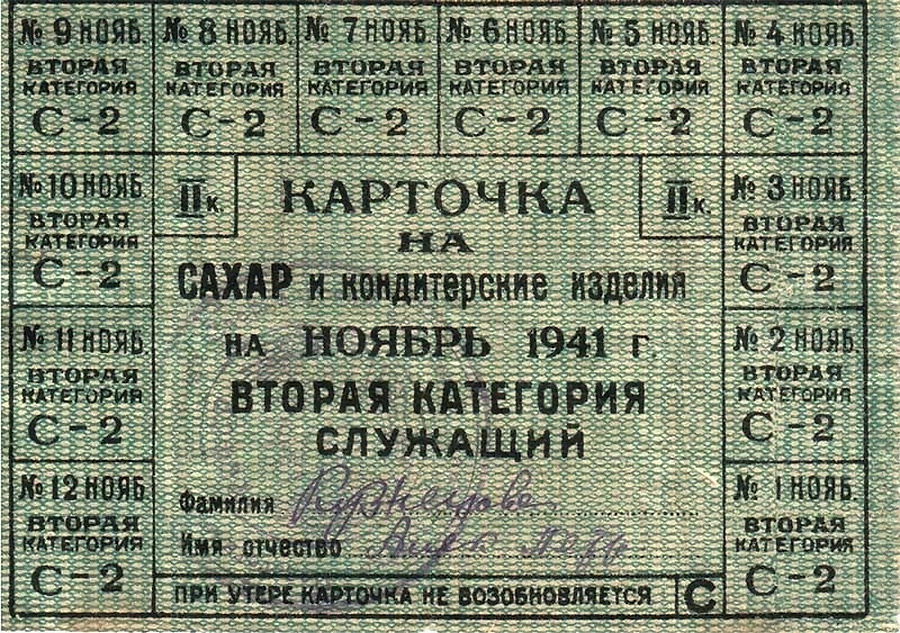 № 9 НОЯБ.
ВТОРАЯ
КАТЕГОРИЯ
С-2
№ 8 НОЯБ.
ВТОРАЯ
КАТЕГОРИЯ
С-2
№ 7 НОЯБ.
ВТОРАЯ
КАТЕГОРИЯ
С-2
№ 6 НОЯБ.
ВТОРАЯ
КАТЕГОРИЯ
С-2
№ 5 НОЯБ.
ВТОРАЯ
КАТЕГОРИЯ
С-2
№ 4 НОЯБ.
ВТОРАЯ
КАТЕГОРИЯ
С-2
№ 10 НОЯБ.
ВТОРАЯ
КАТЕГОРИЯ
С-2
№ 11 НОЯБ.
ВТОРАЯ
КАТЕГОРИЯ
С-2
№ 12 НОЯБ.
ВТОРАЯ
КАТЕГОРИЯ
С-2
II к.
КАРТОЧКА
II к.
НА
САХАР и кондитерские изделия
НА НОЯБРЬ 1941 г.
ВТОРАЯ КАТЕГОРИЯ
СЛУЖАЩИЙ
Фамилия
Имя отчество
ПРИ УТЕРЕ КАРТОЧКА НЕ ВОЗОБНОВЛЯЕТСЯ С
№ 3 НОЯБ.
ВТОРАЯ
КАТЕГОРИЯ
С-2
№ 2 НОЯБ.
ВТОРАЯ
КАТЕГОРИЯ
С-2
№ 1 НОЯБ.
ВТОРАЯ
КАТЕГОРИЯ
С-2